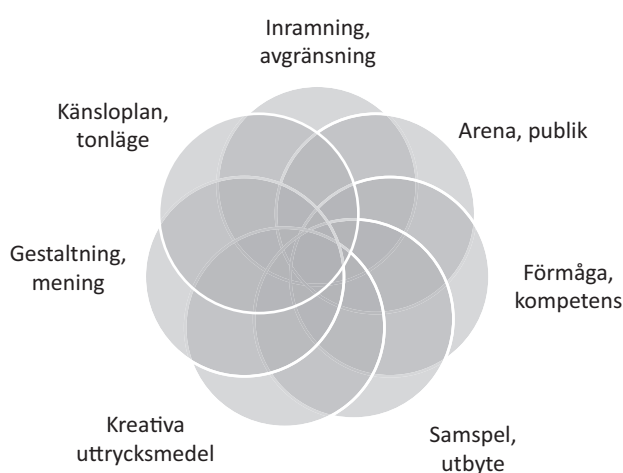 Inramning,
avgränsning
Arena, publik
Förmåga,
kompetens
Samspel,
utbyte
Kreativa
uttrycksmedel
Gestaltning,
mening
Känsloplan,
tonläge